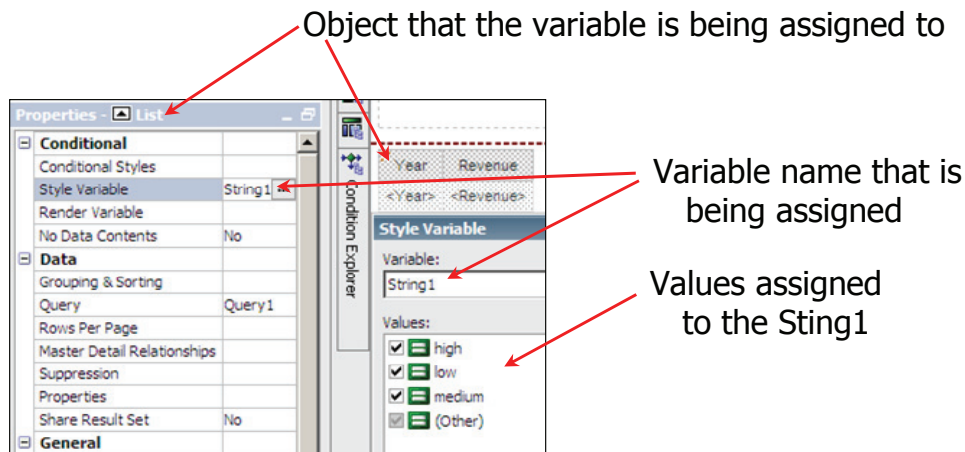 Object that the variable is being assigned to
Properties - List
Conditional
Conditional Styles
Style Variable String1 ...
Render Variable
No Data Contents No
Data
Grouping & Sorting
Query Query1
Rows Per Page
Master Detail Relationships
Suppression
Properties
Share Result Set No
General
Condition Explorer
Year Revenue
<Year> <Revenue>
Style Variable
Variable:
String1
Values:
high
low
medium
(Other)
Variable name that is
being assigned
Values assigned
to the Sting1